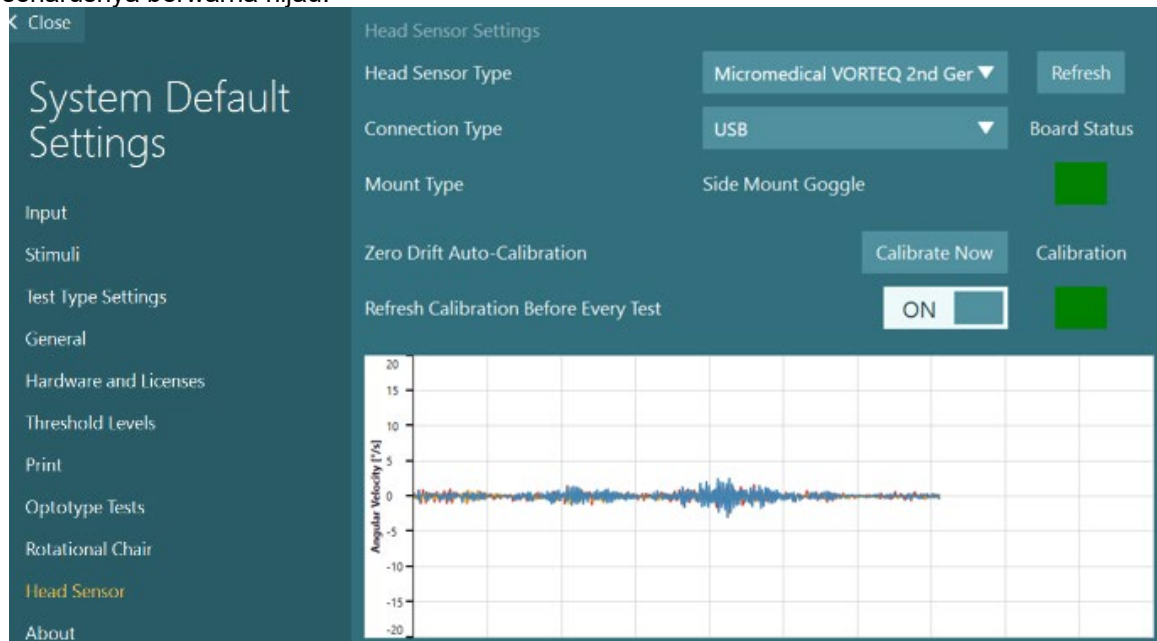 seharusnya berwarna hijau.
Close
System Default
Settings
Input
Stimuli
Test Type Settings
General
Hardware and Licenses
Threshold Levels
Print
Optotype Tests
Rotational Chair
Head Sensor
About
Head Sensor Settings
Head Sensor Type
Micromedical VORTEQ 2nd Ger
Refresh
Connection Type
USB
Board Status
Mount Type
Side Mount Goggle
Zero Drift Auto-Calibration
Calibrate Now
Calibration
Refresh Calibration Before Every Test
ON
Angular Velocity [°/s]
20
15
10
5
0
-5
-10
-15
-20